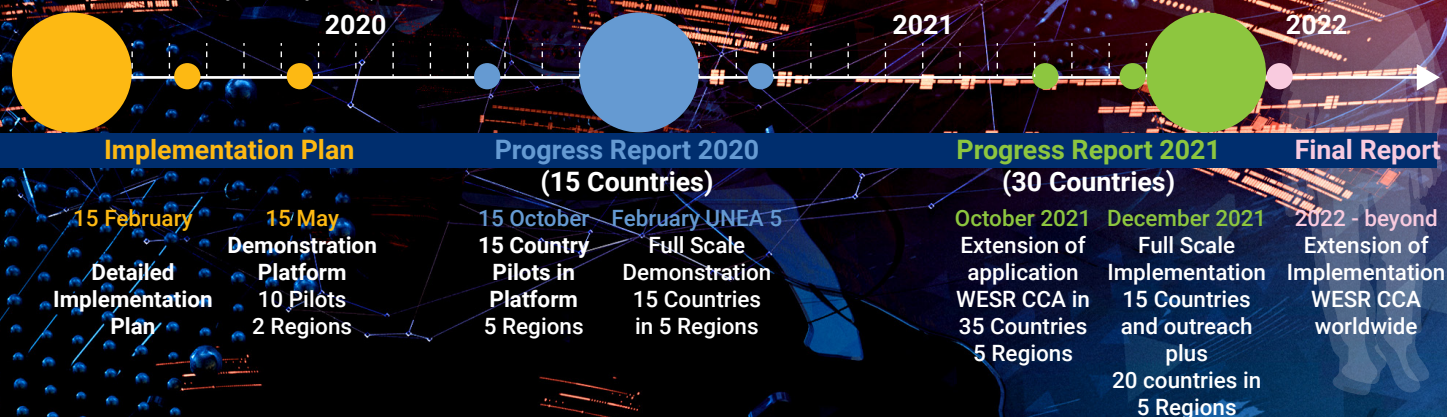 2020
2021
2022
Implementation Plan
Progress Report 2020
(15 Countries)
Progress Report 2021
(30 Countries)
Final Report
15 February
Detailed
Implementation
Plan
15 May
Demonstration
Platform
10 Pilots
2 Regions
15 October
15 Country
Pilots in
Platform
5 Regions
February UNEA 5
Full Scale
Demonstration
15 Countries
in 5 Regions
October 2021
Extension of
application
WESR CCA in
35 Countries
5 Regions
December 2021
Full Scale
Implementation
15 Countries
and outreach
plus
20 countries in
5 Regions
2022 - beyond
Extension of
Implementation
WESR CCA
worldwide